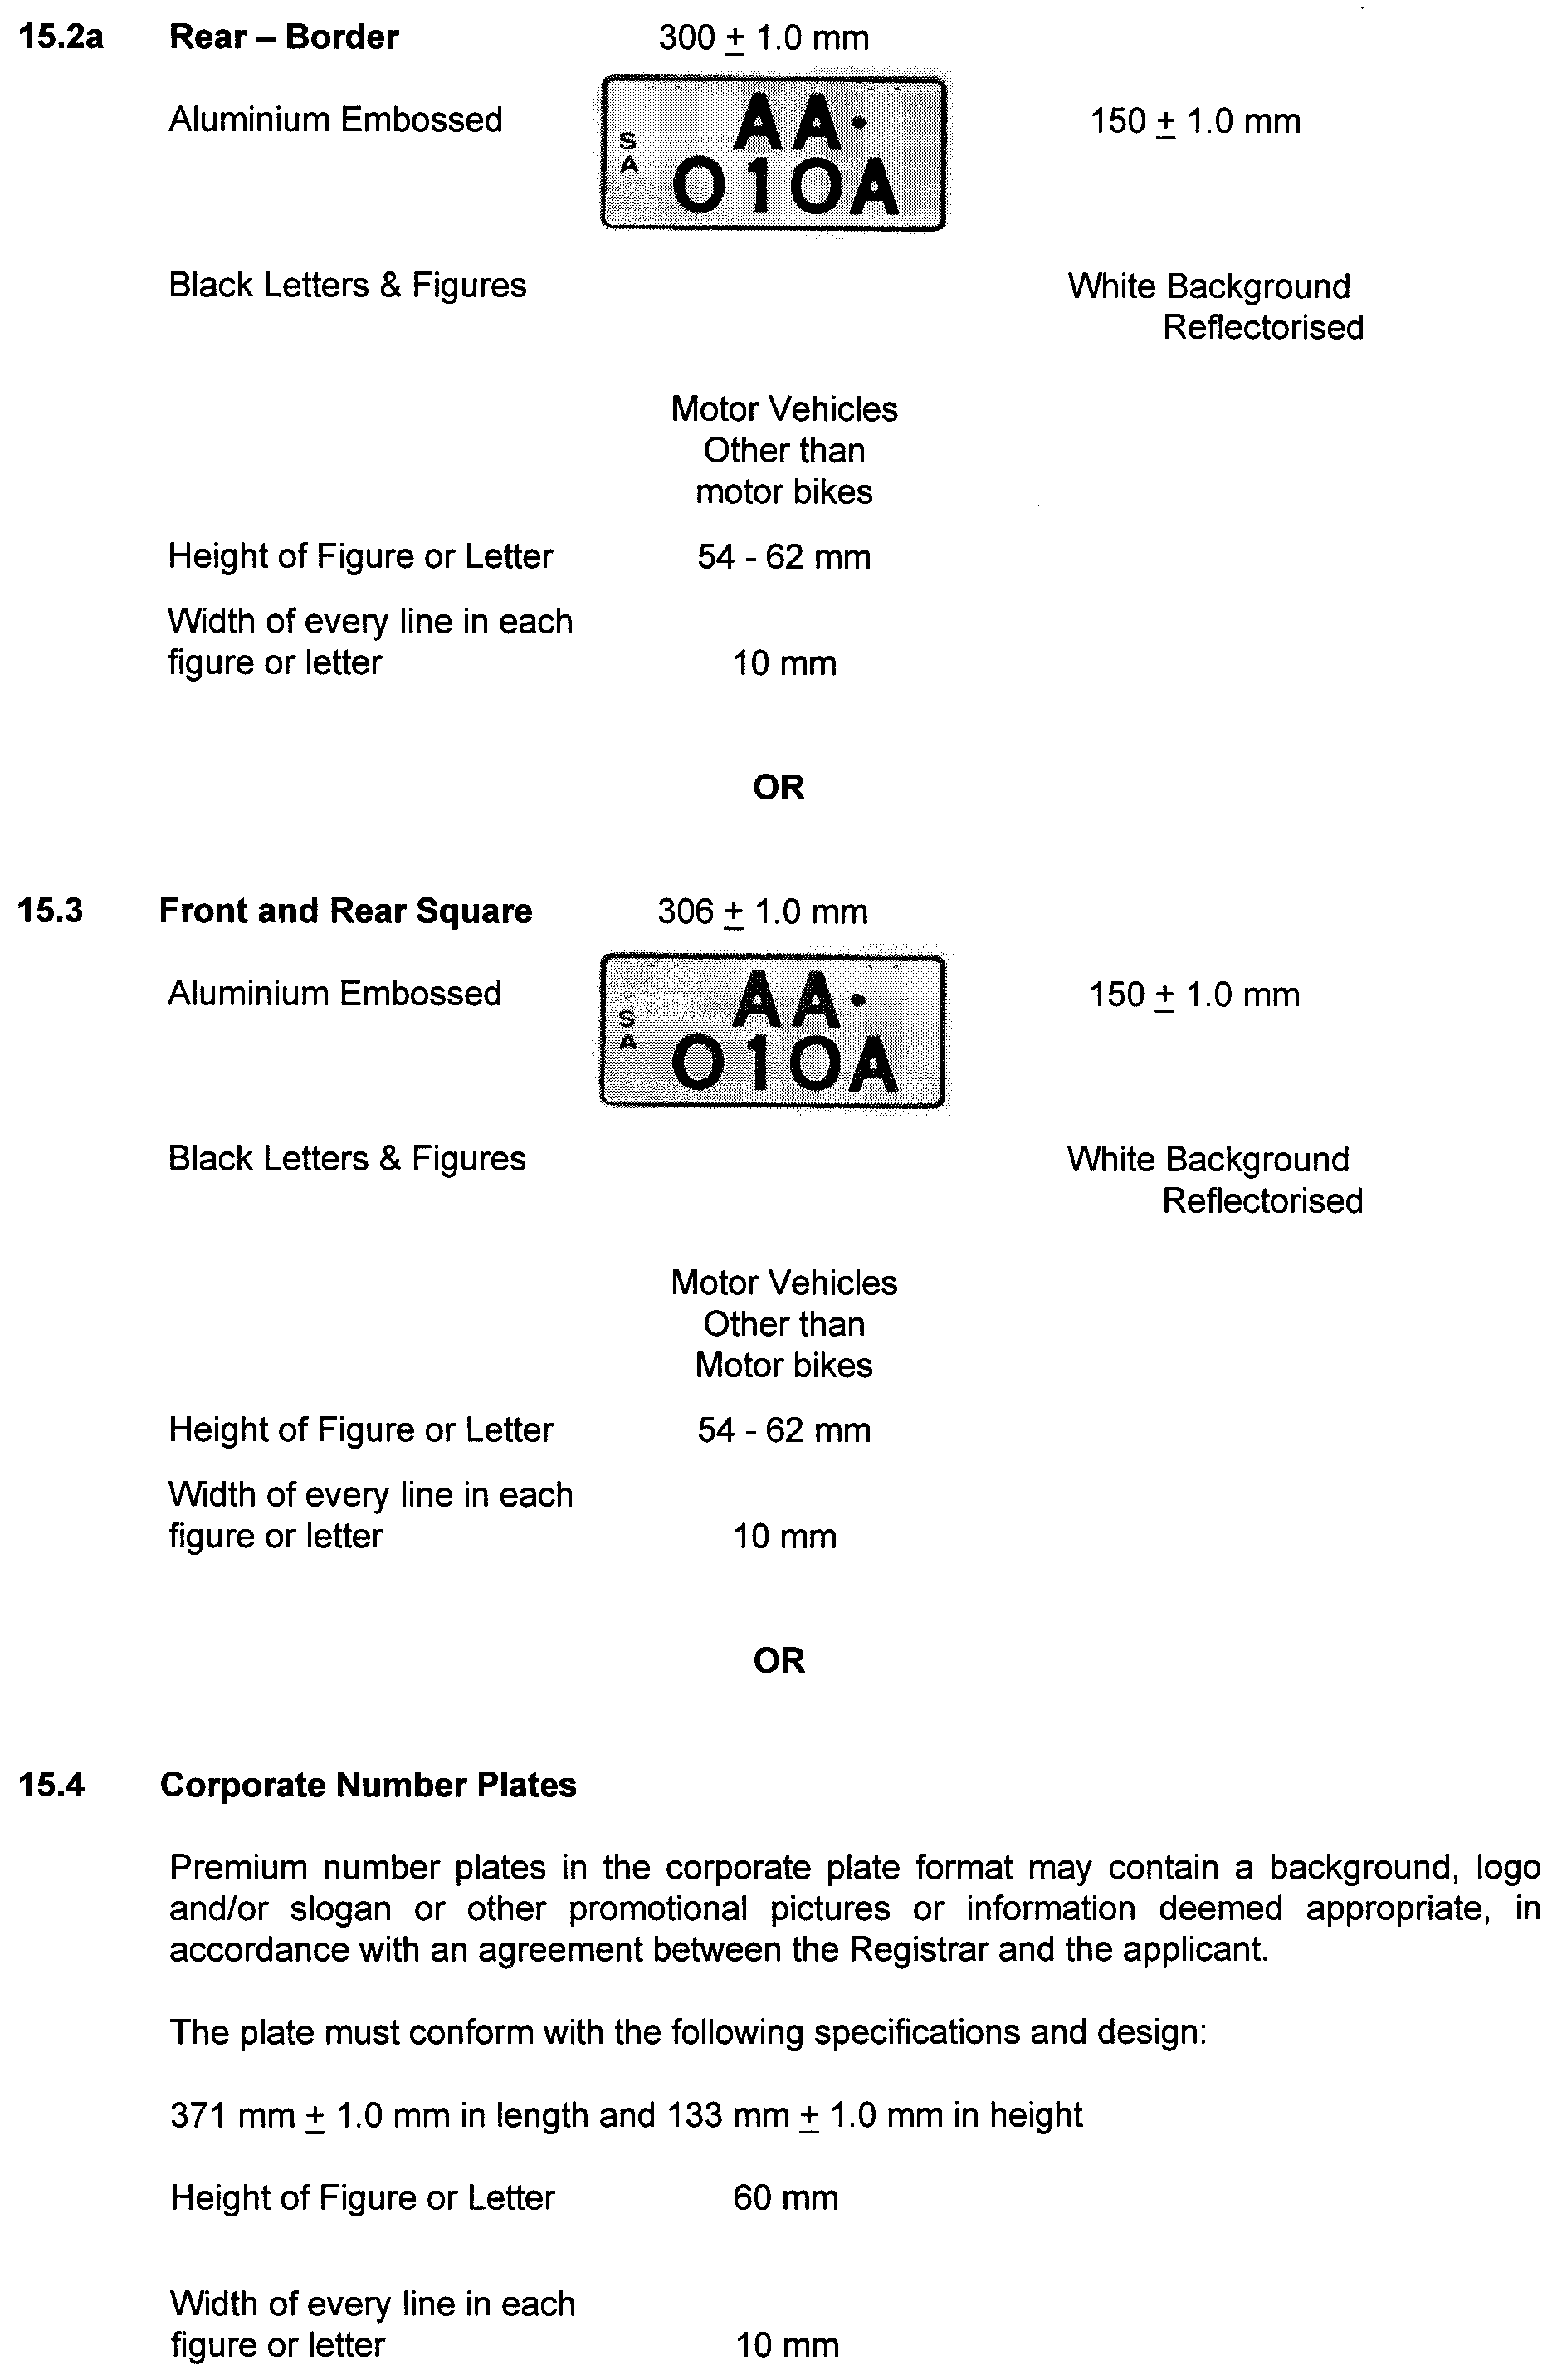 15.2a Rear – Border 300 ± 1.0 mm
AA·
Aluminium Embossed 150 ± 1.0 mm
S
A
010A
Black Letters & Figures White Background
Reflectorised
Motor Vehicles
Other than
motor bikes
Height of Figure or Letter 54 - 62 mm
Width of every line in each
figure or letter 10 mm
OR
15.3 Front and Rear Square 306 ± 1.0 mm
AA·
Aluminium Embossed 150 ± 1.0 mm
S
A
010A
Black Letters & Figures White Background
Reflectorised
Motor Vehicles
Other than
Motor bikes
Height of Figure or Letter 54 - 62 mm
Width of every line in each
figure or letter 10 mm
OR
15.4 Corporate Number Plates
Premium number plates in the corporate plate format may contain a background, logo
and/or slogan or other promotional pictures or information deemed appropriate, in
accordance with an agreement between the Registrar and the applicant.
The plate must conform with the following specifications and design:
371 mm ± 1.0 mm in length and 133 mm ± 1.0 mm in height
Height of Figure or Letter 60 mm
Width of every line in each
figure or letter 10 mm